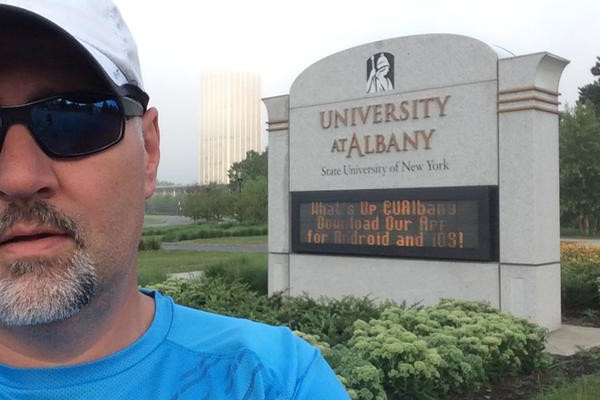 UNIVERSITY
AT ALBANY
State University of New York
What's Up @UAlbany
Download Our App
for Android and iOS!